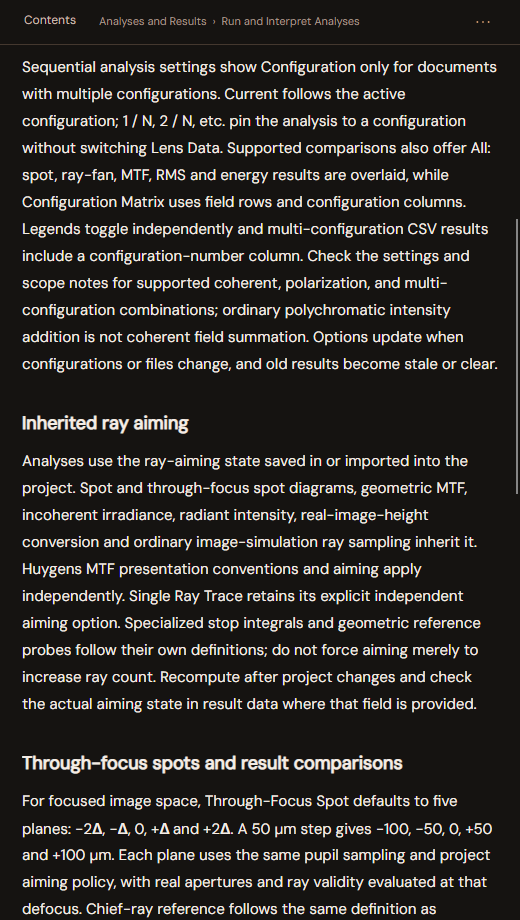 Contents Analyses and Results › Run and Interpret Analyses ...
Sequential analysis settings show Configuration only for documents
with multiple configurations. Current follows the active
configuration; 1 / N, 2 / N, etc. pin the analysis to a configuration
without switching Lens Data. Supported comparisons also offer All:
spot, ray-fan, MTF, RMS and energy results are overlaid, while
Configuration Matrix uses field rows and configuration columns.
Legends toggle independently and multi-configuration CSV results
include a configuration-number column. Check the settings and
scope notes for supported coherent, polarization, and multi-
configuration combinations; ordinary polychromatic intensity
addition is not coherent field summation. Options update when
configurations or files change, and old results become stale or clear.
Inherited ray aiming
Analyses use the ray-aiming state saved in or imported into the
project. Spot and through-focus spot diagrams, geometric MTF,
incoherent irradiance, radiant intensity, real-image-height
conversion and ordinary image-simulation ray sampling inherit it.
Huygens MTF presentation conventions and aiming apply
independently. Single Ray Trace retains its explicit independent
aiming option. Specialized stop integrals and geometric reference
probes follow their own definitions; do not force aiming merely to
increase ray count. Recompute after project changes and check
the actual aiming state in result data where that field is provided.
Through-focus spots and result comparisons
For focused image space, Through-Focus Spot defaults to five
planes: −2Δ, −Δ, 0, +Δ and +2Δ. A 50 µm step gives -100, -50, 0, +50
and +100 µm. Each plane uses the same pupil sampling and project
aiming policy, with real apertures and ray validity evaluated at that
defocus. Chief-ray reference follows the same definition as